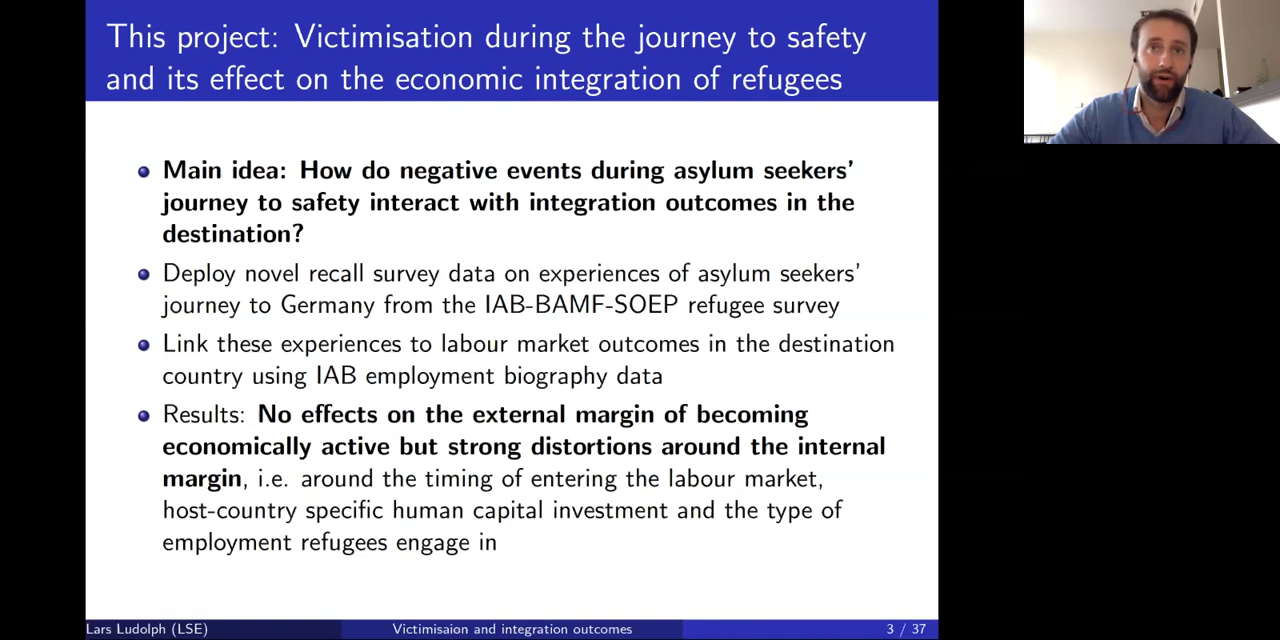 This project: Victimisation during the journey to safety
and its effect on the economic integration of refugees
Main idea: How do negative events during asylum seekers'
journey to safety interact with integration outcomes in the
destination?
Deploy novel recall survey data on experiences of asylum seekers'
journey to Germany from the IAB-BAMF-SOEP refugee survey
Link these experiences to labour market outcomes in the destination
country using IAB employment biography data
Results: No effects on the external margin of becoming
economically active but strong distortions around the internal
margin, i.e. around the timing of entering the labour market,
host-country specific human capital investment and the type of
employment refugees engage in
Lars Ludolph (LSE)
Victimisaion and integration outcomes
3 / 37